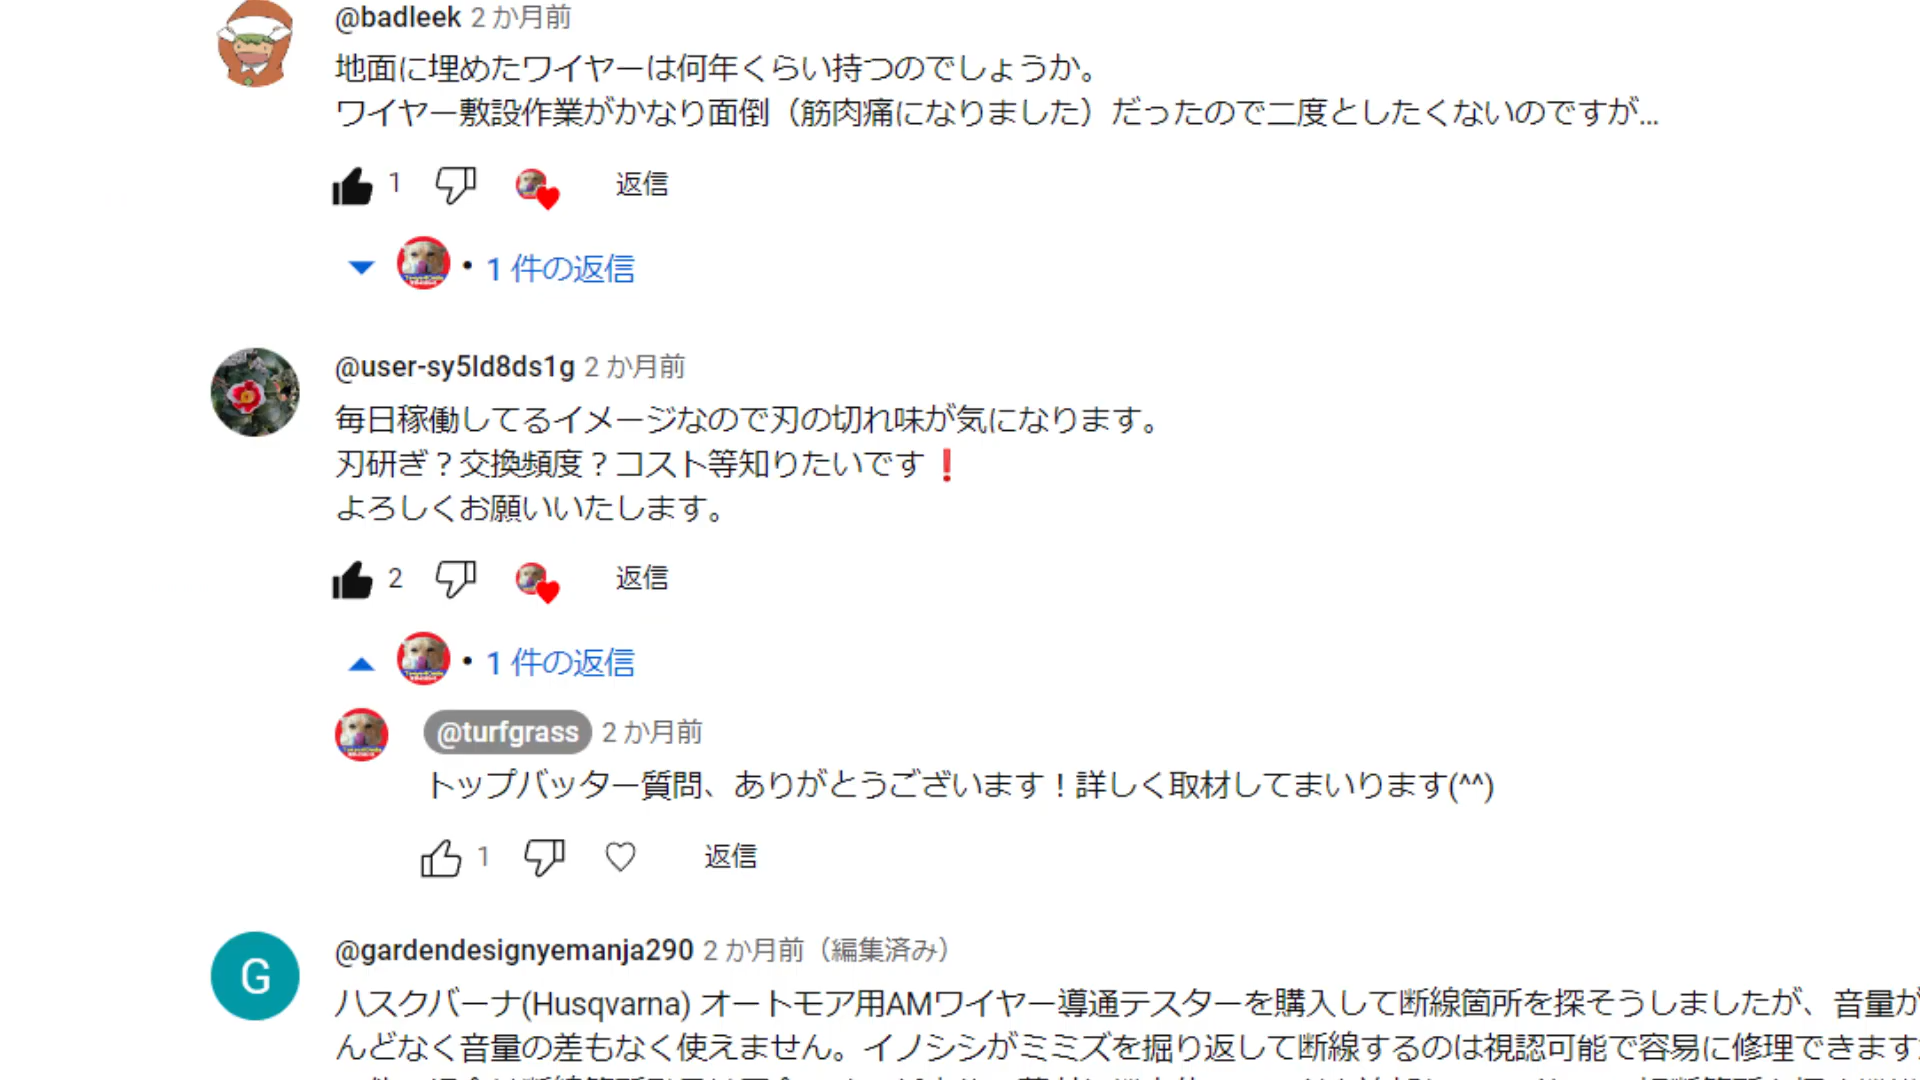 @badleek 2 か月前
地面に埋めたワイヤーは何年くらい持つのでしょうか。
ワイヤー敷設作業がかなり面倒（筋肉痛になりました）だったので二度としたくないのですが...
1 返信
• 1 件の返信
@user-sy5ld8ds1g 2 か月前
毎日稼働してるイメージなので刃の切れ味が気になります。
刃研ぎ？交換頻度？コスト等知りたいです❗
よろしくお願いいたします。
2 返信
• 1 件の返信
@turfgrass 2 か月前
トップバッター質問、ありがとうございます！詳しく取材してまいります(^^)
1 返信
G
@gardendesignyemanja290 2 か月前（編集済み）
ハスクバーナ(Husqvarna) オートモア用AMワイヤー導通テスターを購入して断線箇所を探そうしましたが、音量が
んどなく音量の差もなく使えません。イノシシがミミズを掘り返して断線するのは視認可能で容易に修理できます